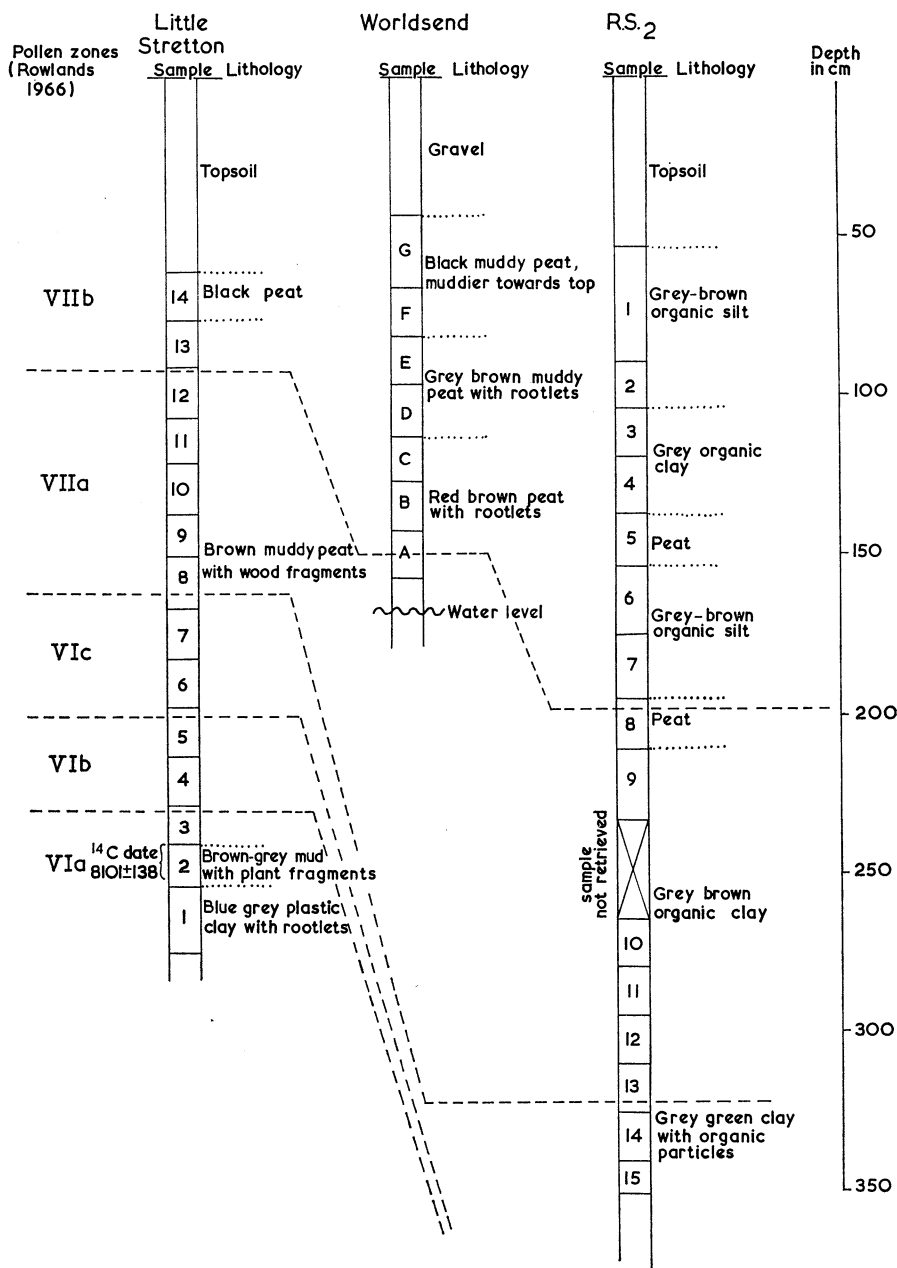 Pollen zones
(Rowlands
1966)
VIIb
VIIa
VIc
VIb
VIa
14C date
8101±138
Little
Stretton
Sample Lithology
Topsoil
14
Black peat
13
12
11
10
9
8
Brown muddy peat
with wood fragments
7
6
5
4
3
2
Brown-grey mud
with plant fragments
1
Blue grey plastic
clay with rootlets
Worldsend
Sample Lithology
Gravel
G
Black muddy peat,
muddier towards top
F
E
Grey brown muddy
peat with rootlets
D
C
B
Red brown peat
with rootlets
A
Water level
R.S.2
Sample Lithology
Topsoil
1
Grey-brown
organic silt
2
3
Grey organic
clay
4
5
Peat
6
Grey-brown
organic silt
7
8
Peat
9
sample
not retrieved
Grey brown
organic clay
10
11
12
13
14
Grey green clay
with organic
particles
15
Depth
in cm
50
100
150
200
250
300
350